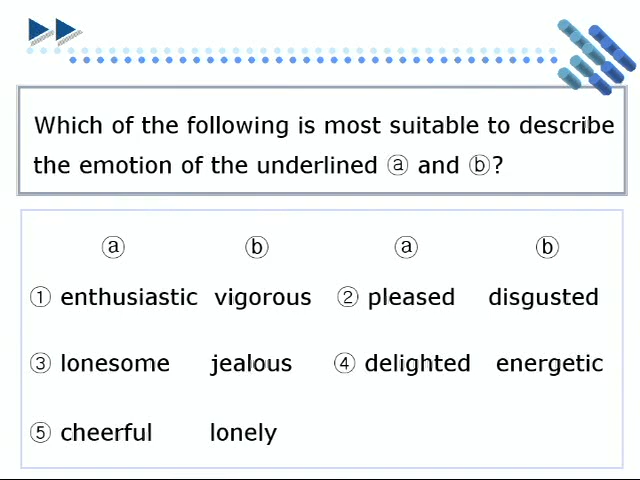 Which of the following is most suitable to describe
the emotion of the underlined ⓐ and ⓑ?
ⓐ ⓑ ⓐ ⓑ
① enthusiastic vigorous ② pleased disgusted
③ lonesome jealous ④ delighted energetic
⑤ cheerful lonely